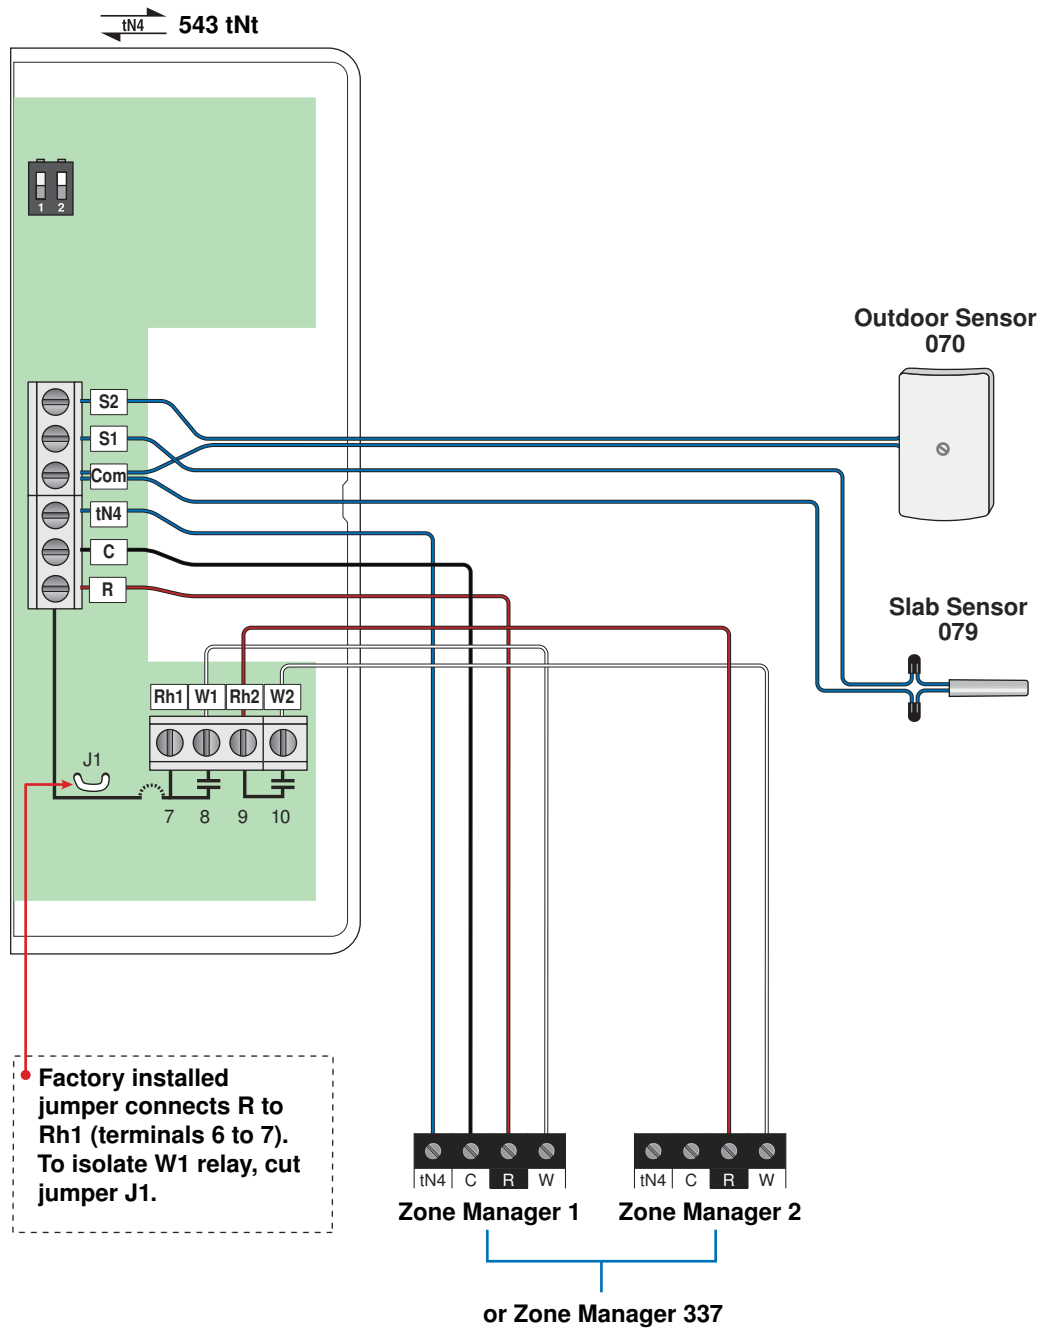 tN4 543 tNt
1 2
Outdoor Sensor
070
S2
S1
Com
tN4
C
R
Slab Sensor
079
Rh1 W1 Rh2 W2
J1
7 8 9 10
Factory installed
jumper connects R to
Rh1 (terminals 6 to 7).
To isolate W1 relay, cut
jumper J1.
tN4 C R W
Zone Manager 1
tN4 C R W
Zone Manager 2
or Zone Manager 337